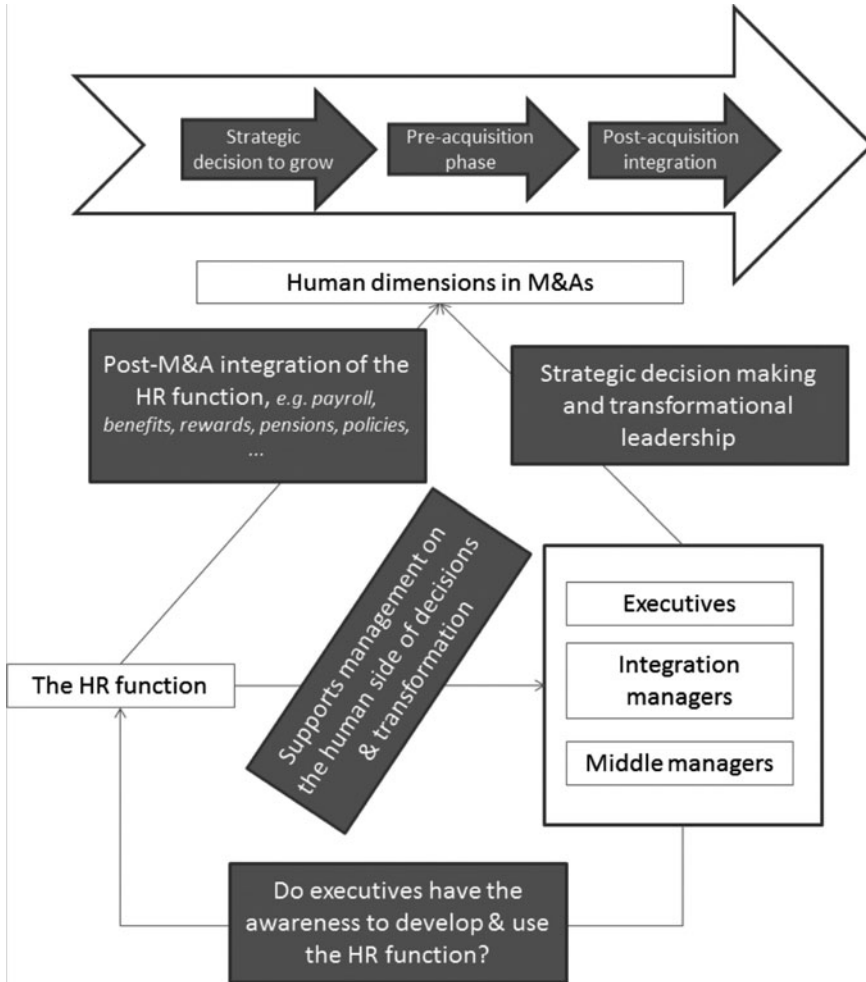 Strategic
decision to grow
Pre-acquisition
phase
Post-acquisition
integration
Human dimensions in M&As
Post-M&A integration of the
HR function, e.g. payroll,
benefits, rewards, pensions, policies,
...
Strategic decision making
and transformational
leadership
Supports management on
the human side of decisions
& transformation
Executives
Integration
managers
Middle managers
The HR function
Do executives have the
awareness to develop & use
the HR function?